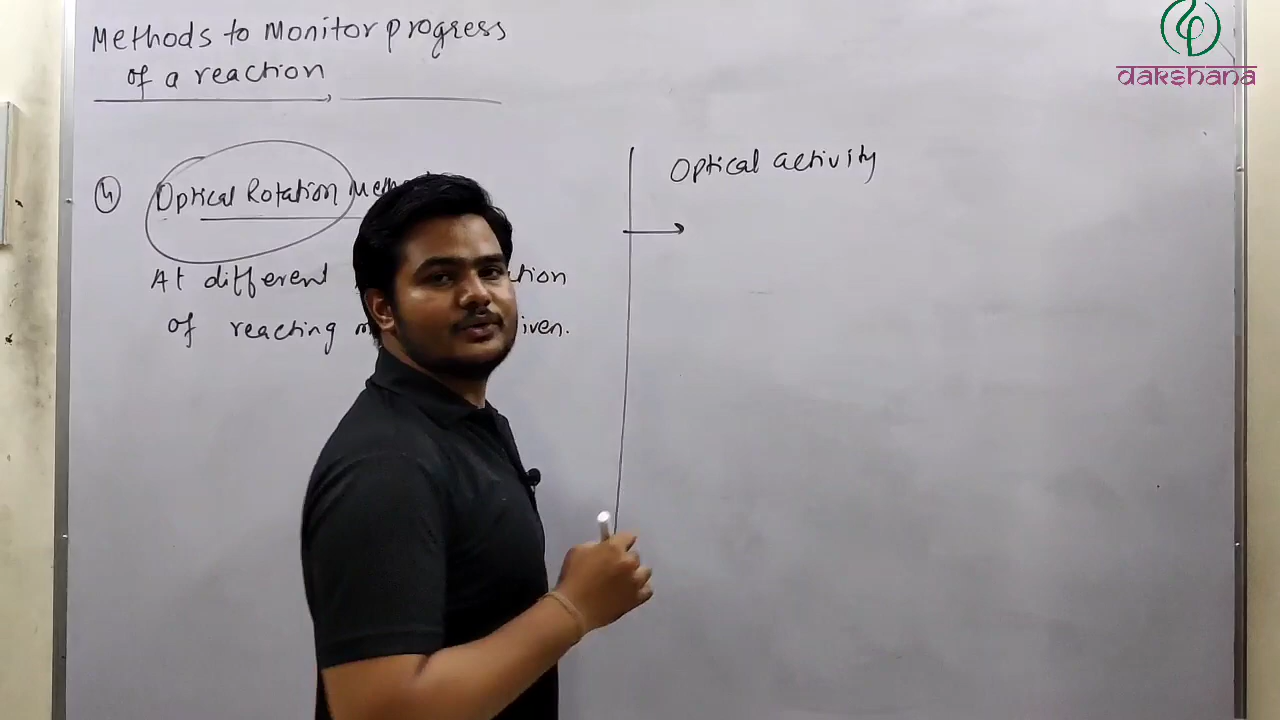 Methods to Monitor progress
of a reaction
4 Optical Rotation
At different
of reacting
Optical activity
dakshana